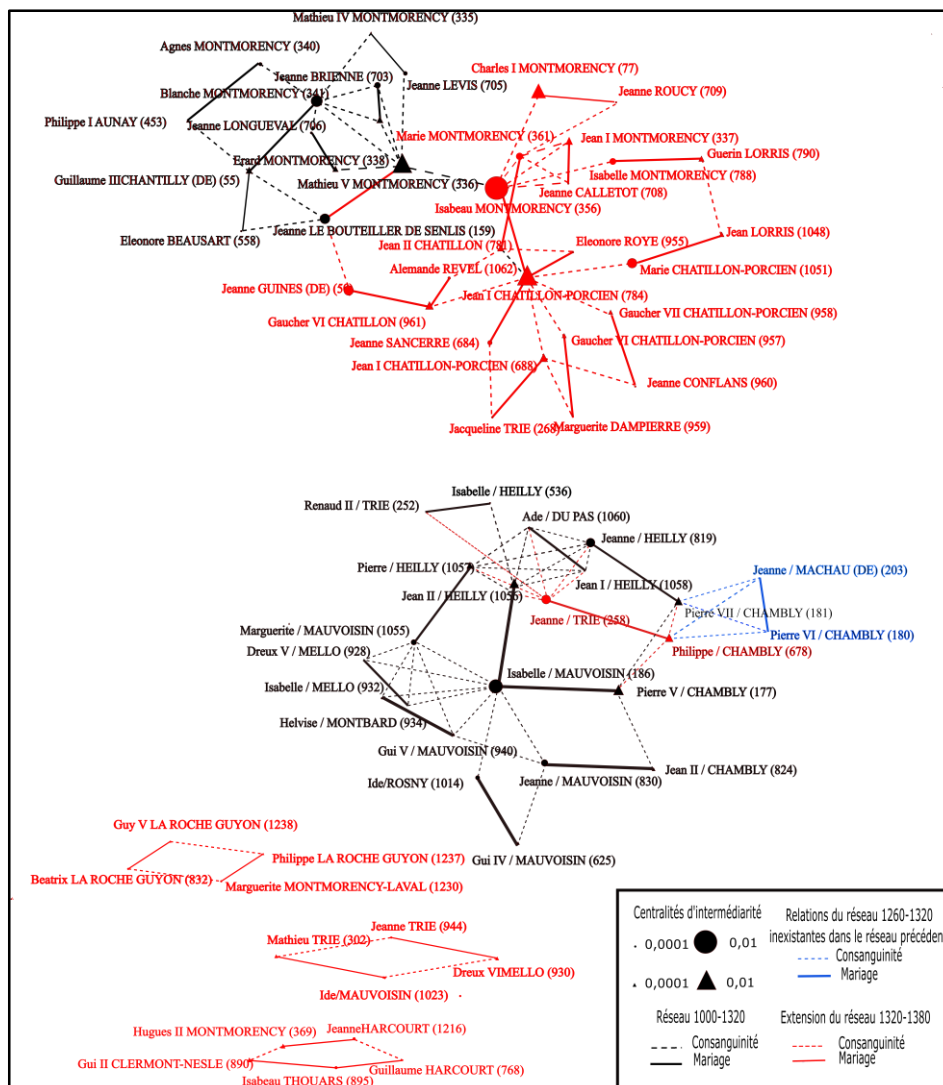 Mathieu IV MONTMORENCY (335)
Agnes MONTMORENCY (340)
Charles I MONTMORENCY (77)
Jeanne BRIENNE (703)
Jeanne LEVIS (705)
Jeanne ROUCY (709)
Blanche MONTMORENCY (341)
Philippe I AUNAY (453)
Jeanne LONGUEVAL (706)
Marie MONTMORENCY (361)
Jean I MONTMORENCY (337)
Guerin LORRIS (790)
Erard MONTMORENCY (338)
Guillaume IIICHANTILLY (DE) (55)
Mathieu V MONTMORENCY (336)
Isabelle MONTMORENCY (788)
Jeanne CALLETOT (708)
Isabeau MONTMORENCY (356)
Jeanne LE BOUTEILLER DE SENLIS (159)
Eleonore BEAUSART (558)
Jean II CHATILLON (781)
Eleonore ROYE (955)
Jean LORRIS (1048)
Alemande REVEL (1062)
Marie CHATILLON-PORCIEN (1051)
Jeanne GUINES (DE) (5
Jean I CHATILLON-PORCIEN (784)
Gaucher VII CHATILLON-PORCIEN (958)
Gaucher VI CHATILLON (961)
Jeanne SANCERRE (684)
Gaucher VI CHATILLON-PORCIEN (957)
Jean I CHATILLON-PORCIEN (688)
Jeanne CONFLANS (960)
Jacqueline TRIE (268)
Marguerite DAMPIERRE (959)
Isabelle / HEILLY (536)
Renaud II / TRIE (252)
Ade / DU PAS (1060)
Jeanne / HEILLY (819)
Pierre / HEILLY (1057)
Jeanne / MACHAU (DE) (203)
Jean II / HEILLY (1056)
Jean I / HEILLY (1058)
Pierre VII / CHAMBLY (181)
Jeanne / TRIE (258)
Marguerite / MAUVOISIN (1055)
Pierre VI / CHAMBLY (180)
Dreux V / MELLO (928)
Philippe / CHAMBLY (678)
Isabelle / MAUVOISIN (186)
Isabelle / MELLO (932)
Pierre V / CHAMBLY (177)
Helvise / MONTBARD (934)
Gui V / MAUVOISIN (940)
Jean II / CHAMBLY (824)
Ide/ROSNY (1014)
Jeanne / MAUVOISIN (830)
Guy V LA ROCHE GUYON (1238)
Philippe LA ROCHE GUYON (1237)
Gui IV / MAUVOISIN (625)
Beatrix LA ROCHE GUYON (832)
Marguerite MONTMORENCY-LAVAL (1230)
Jeanne TRIE (944)
Mathieu TRIE (302)
Dreux VIMELLO (930)
Ide/MAUVOISIN (1023)
Hugues II MONTMORENCY (369)
JeanneHARCOURT (1216)
Gui II CLERMONT-NESLE (890)
Guillaume HARCOURT (768)
Isabeau THOUARS (895)
Centralités d'intermédiarité
0,0001 0,01
0,0001 0,01
Relations du réseau 1260-1320
inexistantes dans le réseau précéden
Consanguinité
Mariage
Réseau 1000-1320
Consanguinité
Mariage
Extension du réseau 1320-1380
Consanguinité
Mariage